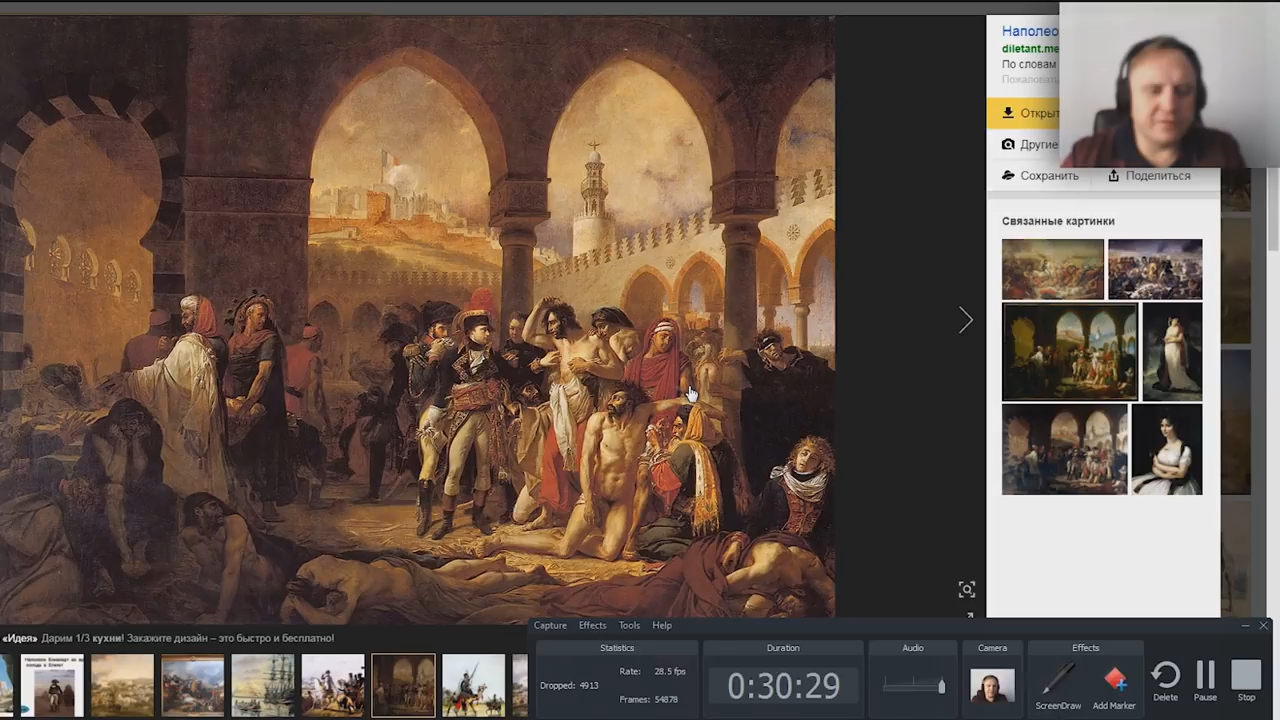 Наполео
diletant.me
По словам
Пожаловал
Открыт
Другие
Сохранить
Поделиться
Связанные картинки
«Идея» Дарим 1/3 кухни! Закажите дизайн – это быстро и бесплатно!
Capture Effects Tools Help
Statistics
Duration
Audio
Camera
Effects
Rate: 28.5 fps
Dropped: 4913
Frames: 54878
0:30:29
ScreenDraw
Add Marker
Delete
Pause
Stop